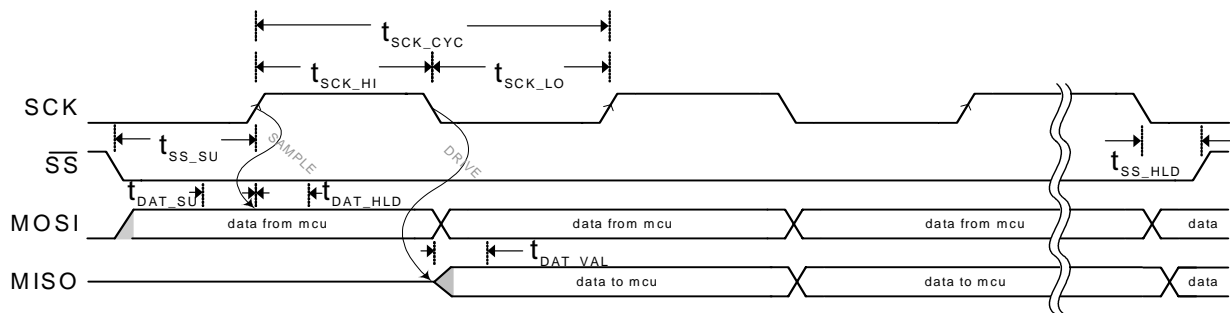 t_SCK_CYC
t_SCK_HI
t_SCK_LO
SCK
t_SS_SU
SAMPLE
DRIVE
t_SS_HLD
SS
t_DAT_SU
t_DAT_HLD
MOSI
data from mcu
data from mcu
data from mcu
data
t_DAT_VAL
MISO
data to mcu
data to mcu
data